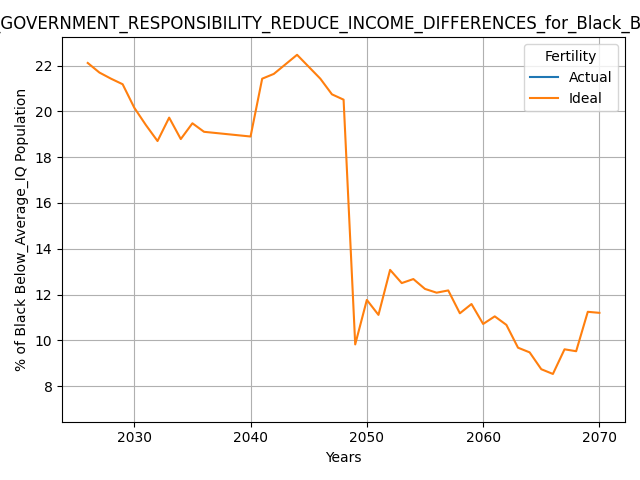 _GOVERNMENT_RESPONSIBILITY_REDUCE_INCOME_DIFFERENCES_for_Black_B
Fertility
Actual
Ideal
% of Black Below_Average_IQ Population
22
20
18
16
14
12
10
8
2030 2040 2050 2060 2070
Years